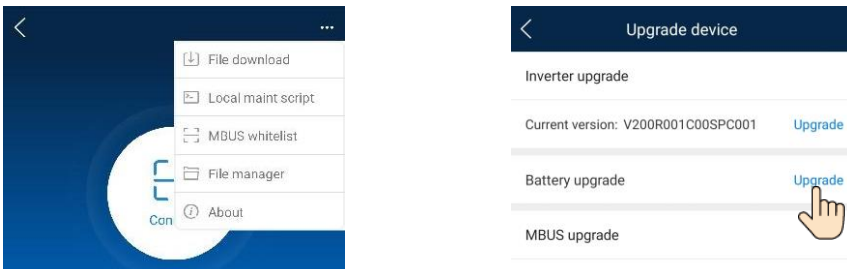 File download
Local maint script
MBUS whitelist
File manager
About
Con
Upgrade device
Inverter upgrade
Current version: V200R001C00SPC001 Upgrade
Battery upgrade Upgrade
MBUS upgrade